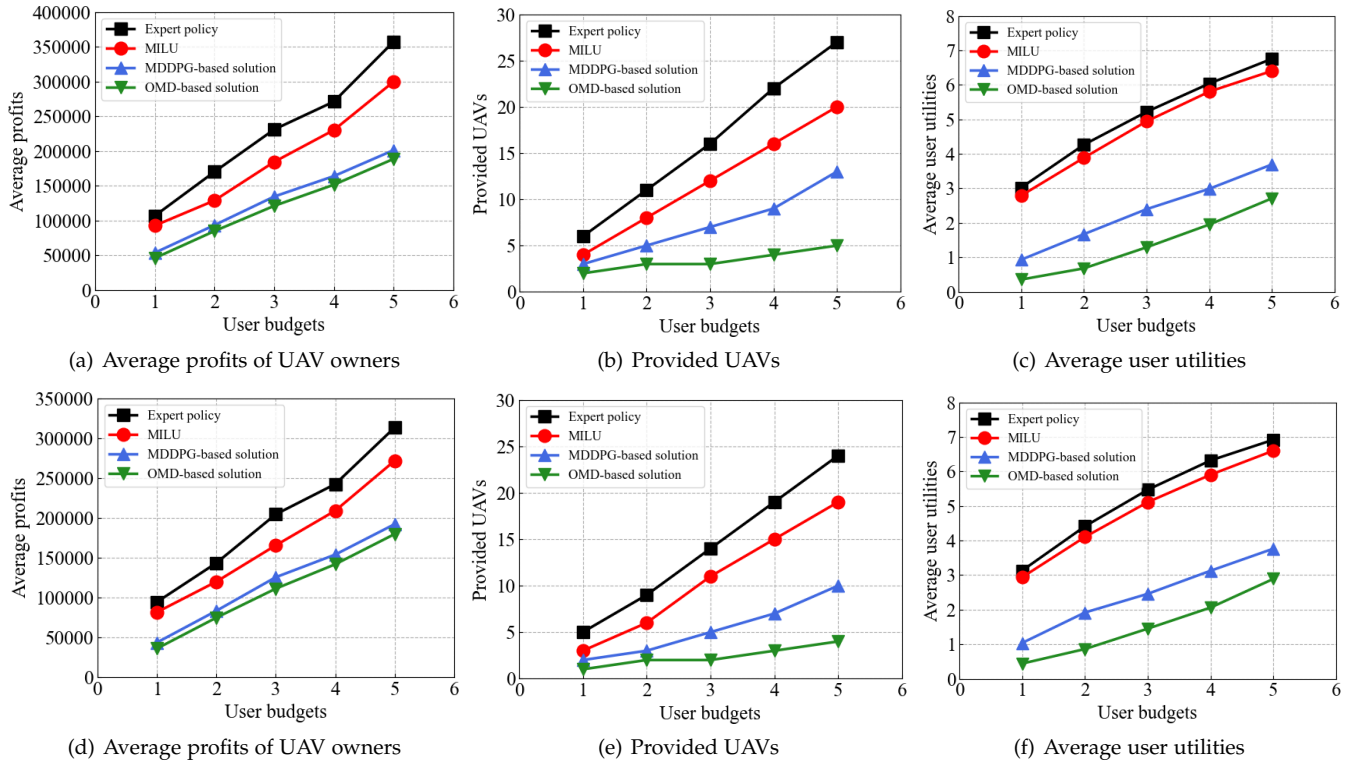 400000
350000
300000
250000
200000
150000
100000
50000
0
Average profits
Expert policy
MILU
MDDPG-based solution
OMD-based solution
0 1 2 3 4 5 6
User budgets
(a) Average profits of UAV owners
30
25
20
15
10
5
0
Provided UAVs
Expert policy
MILU
MDDPG-based solution
OMD-based solution
0 1 2 3 4 5 6
User budgets
(b) Provided UAVs
8
7
6
5
4
3
2
1
0
Average user utilities
Expert policy
MILU
MDDPG-based solution
OMD-based solution
0 1 2 3 4 5 6
User budgets
(c) Average user utilities
350000
300000
250000
200000
150000
100000
50000
0
Average profits
Expert policy
MILU
MDDPG-based solution
OMD-based solution
0 1 2 3 4 5 6
User budgets
(d) Average profits of UAV owners
30
25
20
15
10
5
0
Provided UAVs
Expert policy
MILU
MDDPG-based solution
OMD-based solution
0 1 2 3 4 5 6
User budgets
(e) Provided UAVs
8
7
6
5
4
3
2
1
0
Average user utilities
Expert policy
MILU
MDDPG-based solution
OMD-based solution
0 1 2 3 4 5 6
User budgets
(f) Average user utilities